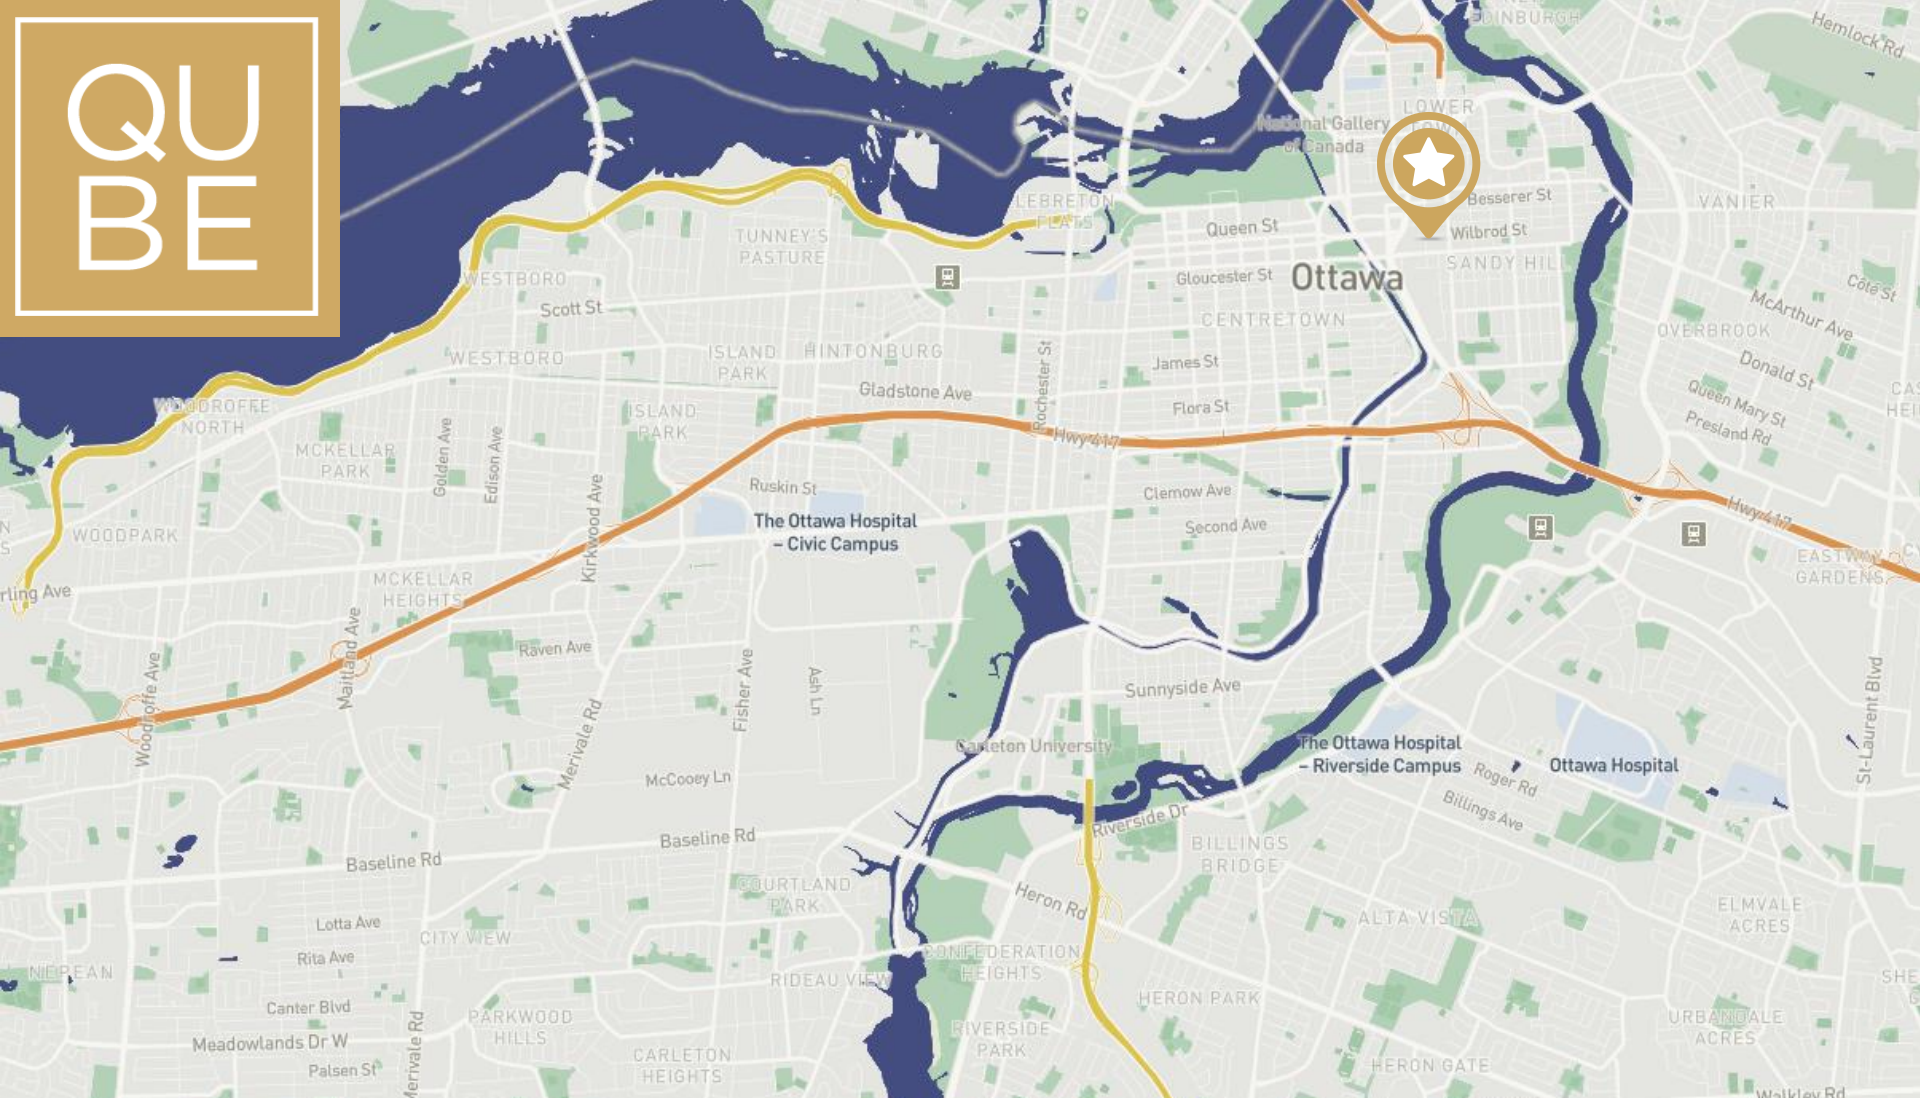 QU
BE
NEW
EDINBURGH
Hemlock Rd
LOWER
TOWN
National Gallery
of Canada
Besserer St
VANIER
LEBRETON
FLATS
Queen St
Wilbrod St
TUNNEY'S
PASTURE
SANDY HILL
WESTBORO
Gloucester St
Ottawa
Côté St
McArthur Ave
Scott St
CENTRETOWN
OVERBROOK
WESTBORO
ISLAND
PARK
HINTONBURG
James St
Rochester St
Donald St
Gladstone Ave
Queen Mary St
WOODROFFE
NORTH
ISLAND
PARK
Flora St
Presland Rd
Hwy 417
MCKELLAR
PARK
Golden Ave
Edison Ave
Kirkwood Ave
Ruskin St
Clemow Ave
Hwy 417
The Ottawa Hospital
– Civic Campus
Second Ave
WOODPARK
EASTWAY
GARDENS
MCKELLAR
HEIGHTS
rling Ave
Maitland Ave
Raven Ave
Woodroffe Ave
Fisher Ave
Ash Ln
Sunnyside Ave
St-Laurent Blvd
Merivale Rd
Carleton University
The Ottawa Hospital
– Riverside Campus
Ottawa Hospital
Roger Rd
McCooey Ln
Billings Ave
Riverside Dr
Baseline Rd
Baseline Rd
BILLINGS
BRIDGE
COURTLAND
PARK
Heron Rd
ELMVALE
ACRES
ALTA VISTA
Lotta Ave
CITY VIEW
Rita Ave
CONFEDERATION
HEIGHTS
NEPEAN
RIDEAU VIEW
HERON PARK
Canter Blvd
PARKWOOD
HILLS
URBANDALE
ACRES
RIVERSIDE
PARK
Meadowlands Dr W
Merivale Rd
CARLETON
HEIGHTS
HERON GATE
Palsen St
Walkley Rd